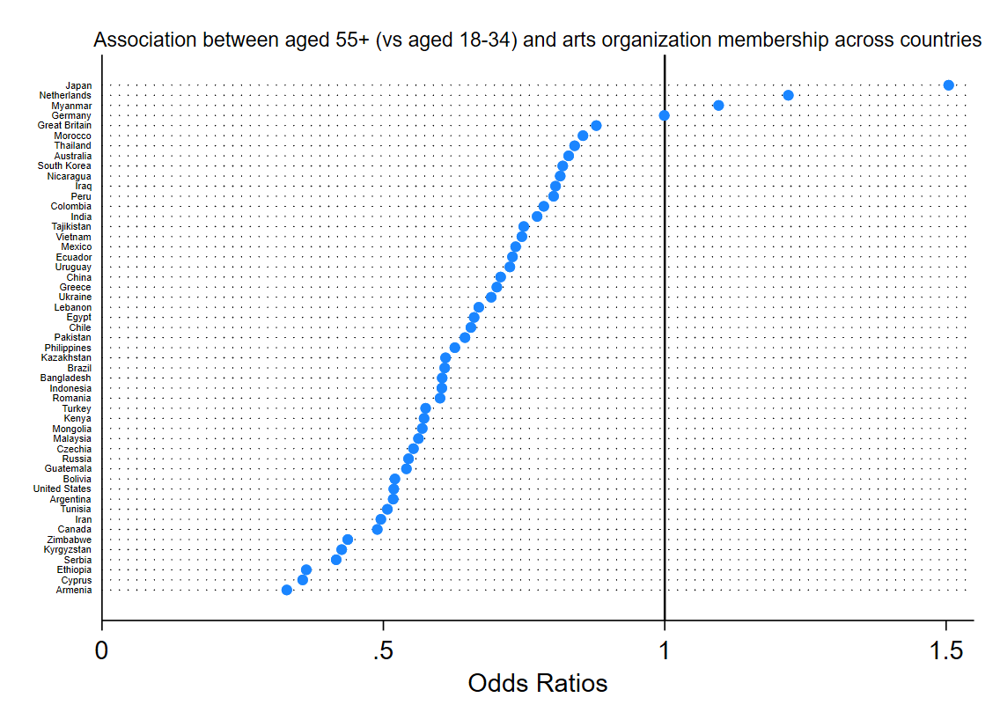 Association between aged 55+ (vs aged 18-34) and arts organization membership across countries
Japan
Netherlands
Myanmar
Germany
Great Britain
Morocco
Thailand
Australia
South Korea
Nicaragua
Iraq
Peru
Colombia
India
Tajikistan
Vietnam
Mexico
Ecuador
Uruguay
China
Greece
Ukraine
Lebanon
Egypt
Chile
Pakistan
Philippines
Kazakhstan
Brazil
Bangladesh
Indonesia
Romania
Turkey
Kenya
Mongolia
Malaysia
Czechia
Russia
Guatemala
Bolivia
United States
Argentina
Tunisia
Iran
Canada
Zimbabwe
Kyrgyzstan
Serbia
Ethiopia
Cyprus
Armenia
0 .5 1 1.5
Odds Ratios